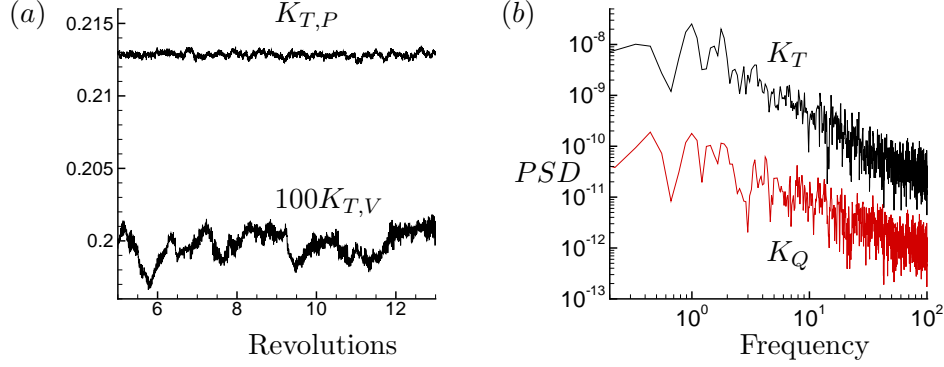 (a)
K_{T,P}
100K_{T,V}
0.215
0.21
0.205
0.2
6 8 10 12
Revolutions
(b)
K_T
K_Q
PSD
10^{-8}
10^{-9}
10^{-10}
10^{-11}
10^{-12}
10^{-13}
10^0 10^1 10^2
Frequency